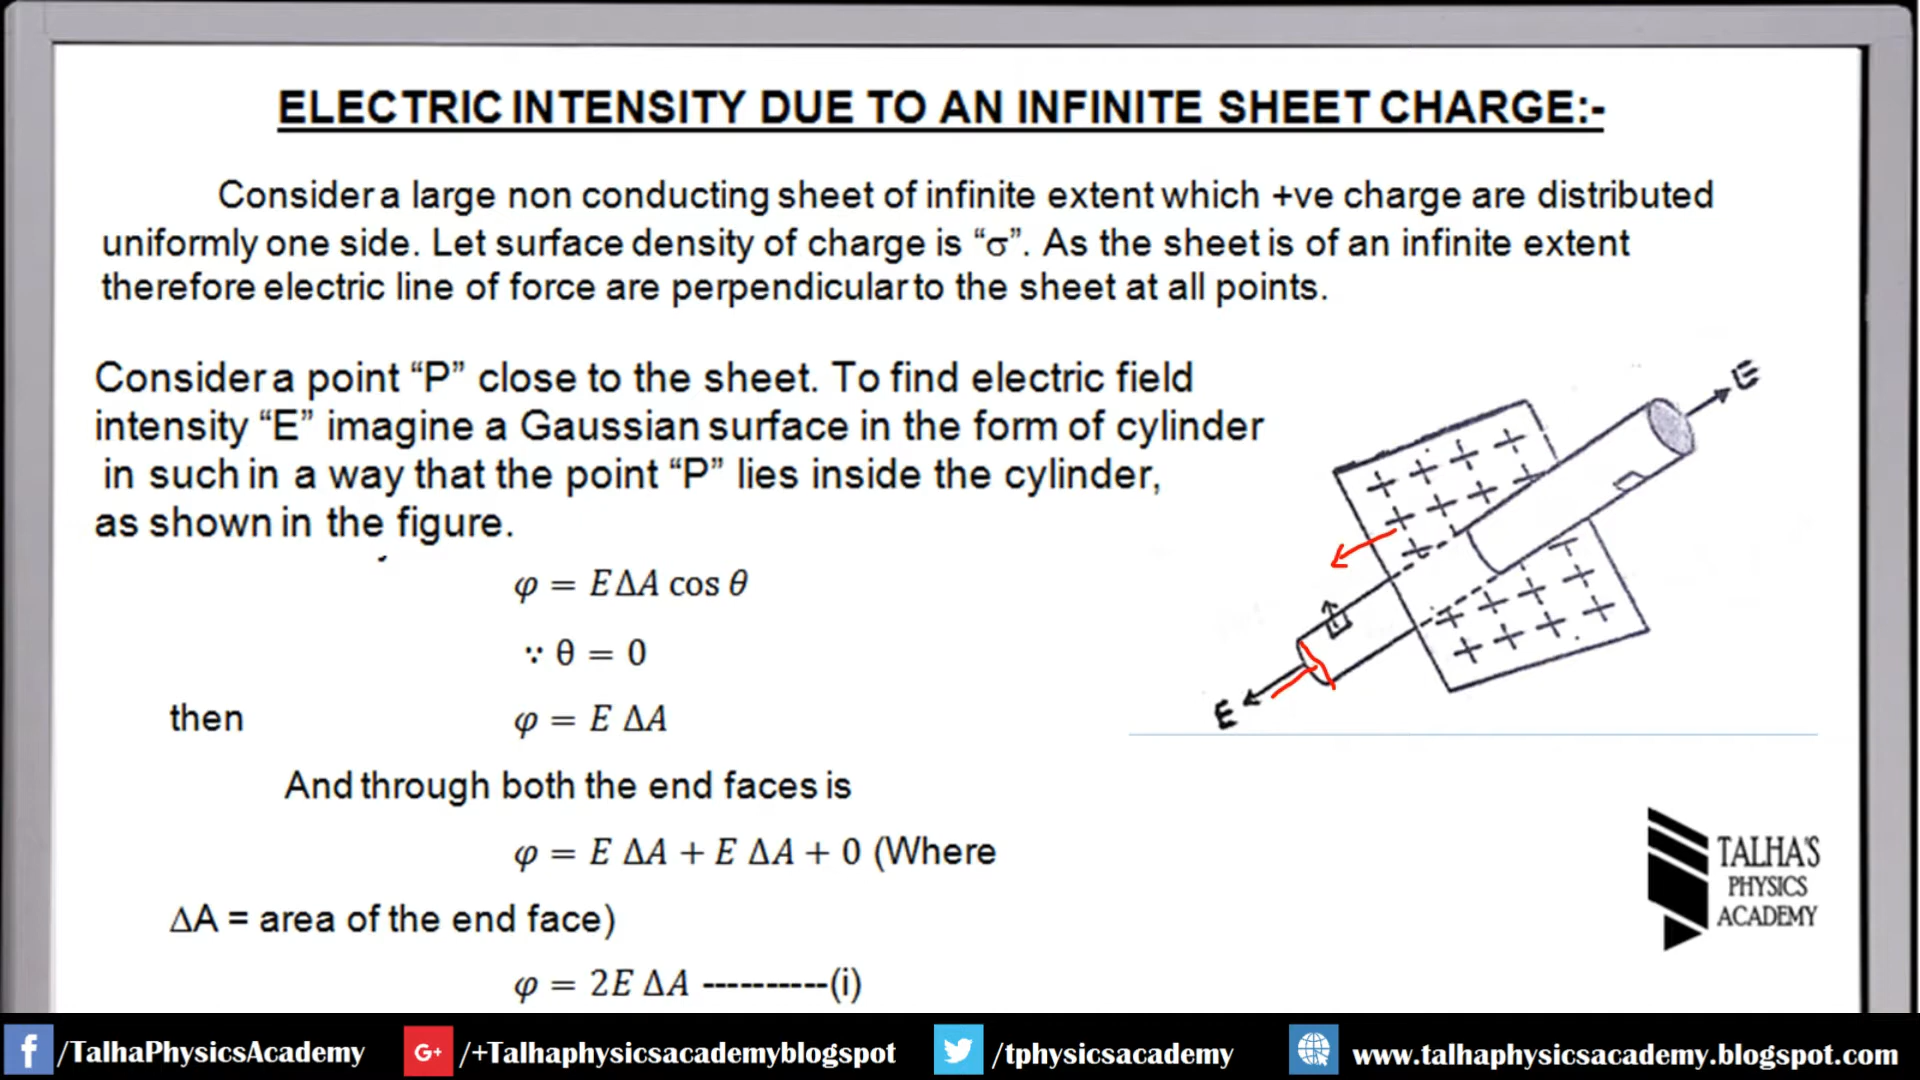 ELECTRIC INTENSITY DUE TO AN INFINITE SHEET CHARGE:-
Consider a large non conducting sheet of infinite extent which +ve charge are distributed
uniformly one side. Let surface density of charge is “σ”. As the sheet is of an infinite extent
therefore electric line of force are perpendicular to the sheet at all points.
Consider a point “P” close to the sheet. To find electric field
intensity “E” imagine a Gaussian surface in the form of cylinder
in such in a way that the point “P” lies inside the cylinder,
as shown in the figure.
φ = EΔA cos θ
∵ θ = 0
then φ = E ΔA
And through both the end faces is
φ = E ΔA + E ΔA + 0 (Where
ΔA = area of the end face)
φ = 2E ΔA ----------(i)
E
E
TALHA'S
PHYSICS
ACADEMY
f /TalhaPhysicsAcademy G+ /+Talhaphysicsacademyblogspot /tphysicsacademy www.talhaphysicsacademy.blogspot.com